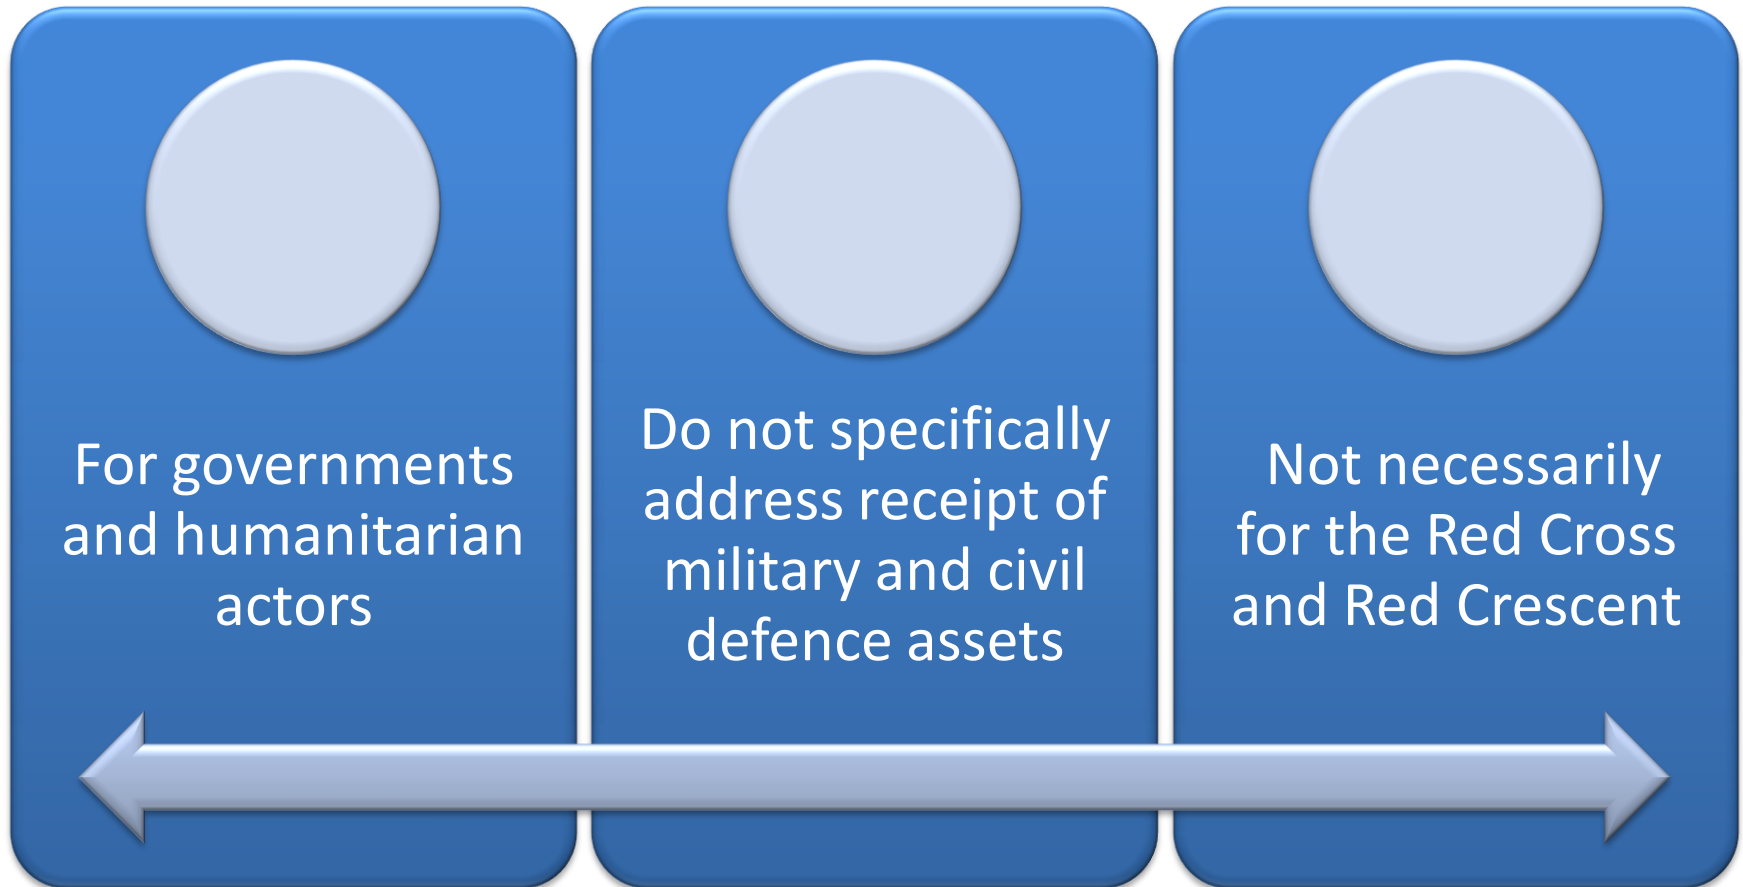 For governments
and humanitarian
actors
Do not specifically
address receipt of
military and civil
defence assets
Not necessarily
for the Red Cross
and Red Crescent